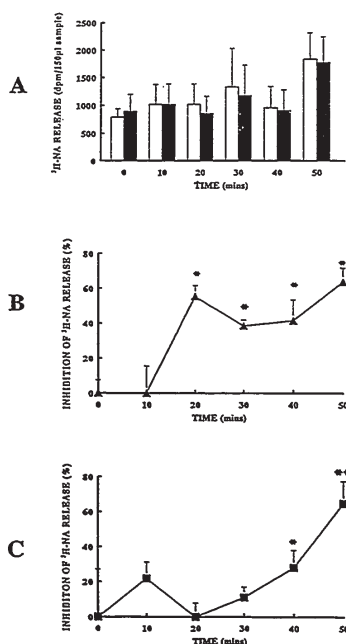 A
³H-NA RELEASE (dpm/150μl) sample)
2500
2000
1500
1000
500
0
0 10 20 30 40 50
TIME (mins)
B
INHIDITION OF ³H-NA RELEASE (%)
80
60
40
20
0
* * * *
0 10 20 30 40 50
TIME (mins)
C
INHIBITON OF ³H-NA RELEASE (%)
80
60
40
20
0
* **
0 10 20 30 40 50
TIME (mins)